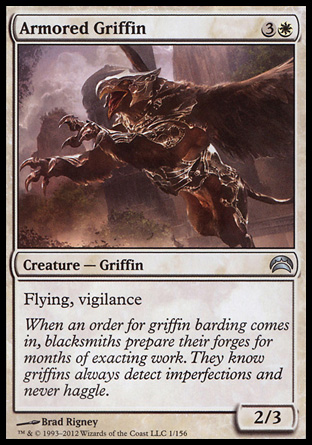 Armored Griffin 3
Creature — Griffin
Flying, vigilance
When an order for griffin barding comes
in, blacksmiths prepare their forges for
months of exacting work. They know
griffins always detect imperfections and
never haggle.
Brad Rigney
™ & © 1993–2012 Wizards of the Coast LLC 1/156
2/3